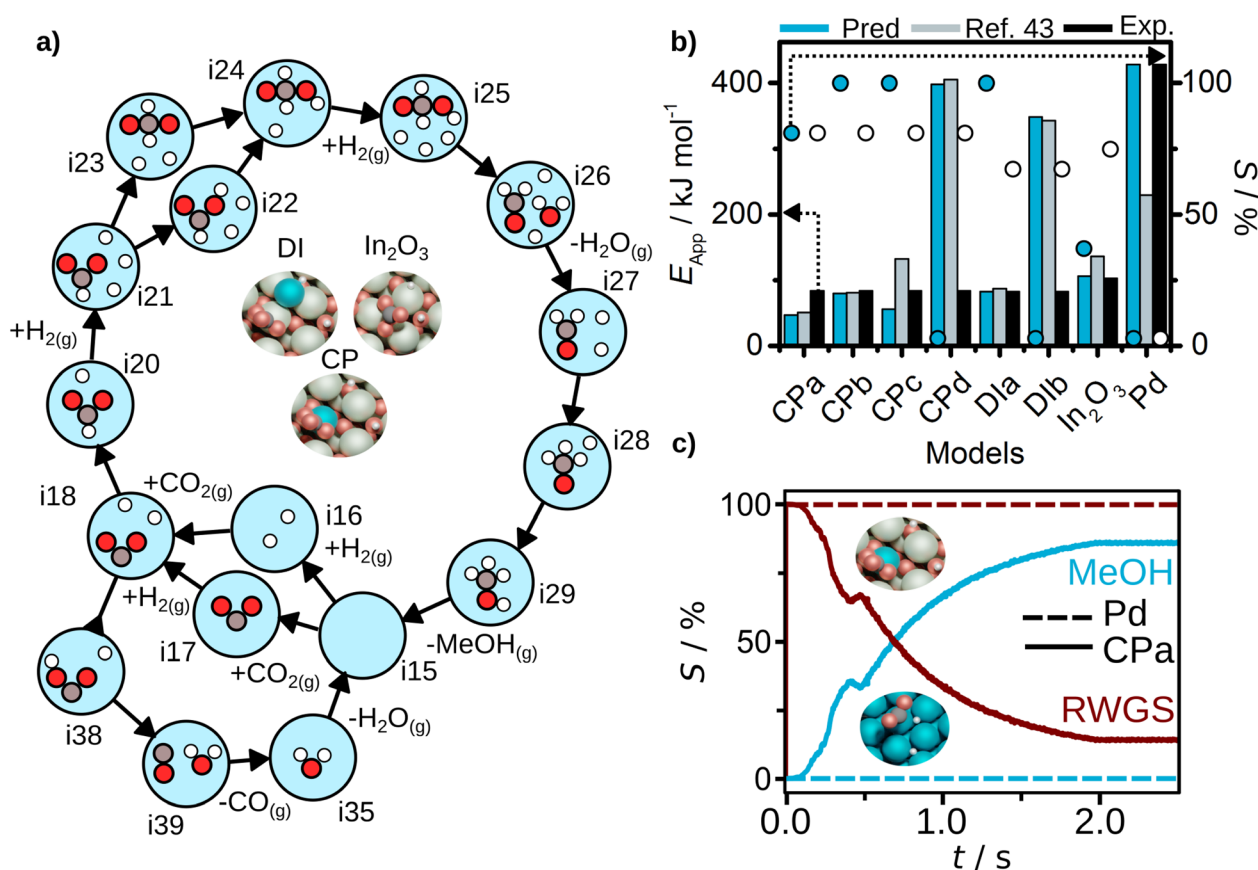 a)
i24
i25
i23
+H2(g)
i26
i22
DI
In2O3
-H2O(g)
i27
i21
+H2(g)
CP
i20
i28
i18
+CO2(g)
i16
+H2(g)
+H2(g)
i29
i17
-MeOH(g)
+CO2(g)
i15
-H2O(g)
i38
-CO(g)
i39
i35
b)
Pred
Ref. 43
Exp.
EApp / kJ mol−1
400
200
0
100
50
0
S / %
CPa
CPb
CPc
CPd
DIa
DIb
In2O3
Pd
Models
c)
100
50
0
S / %
MeOH
Pd
CPa
RWGS
0.0
1.0
2.0
t / s